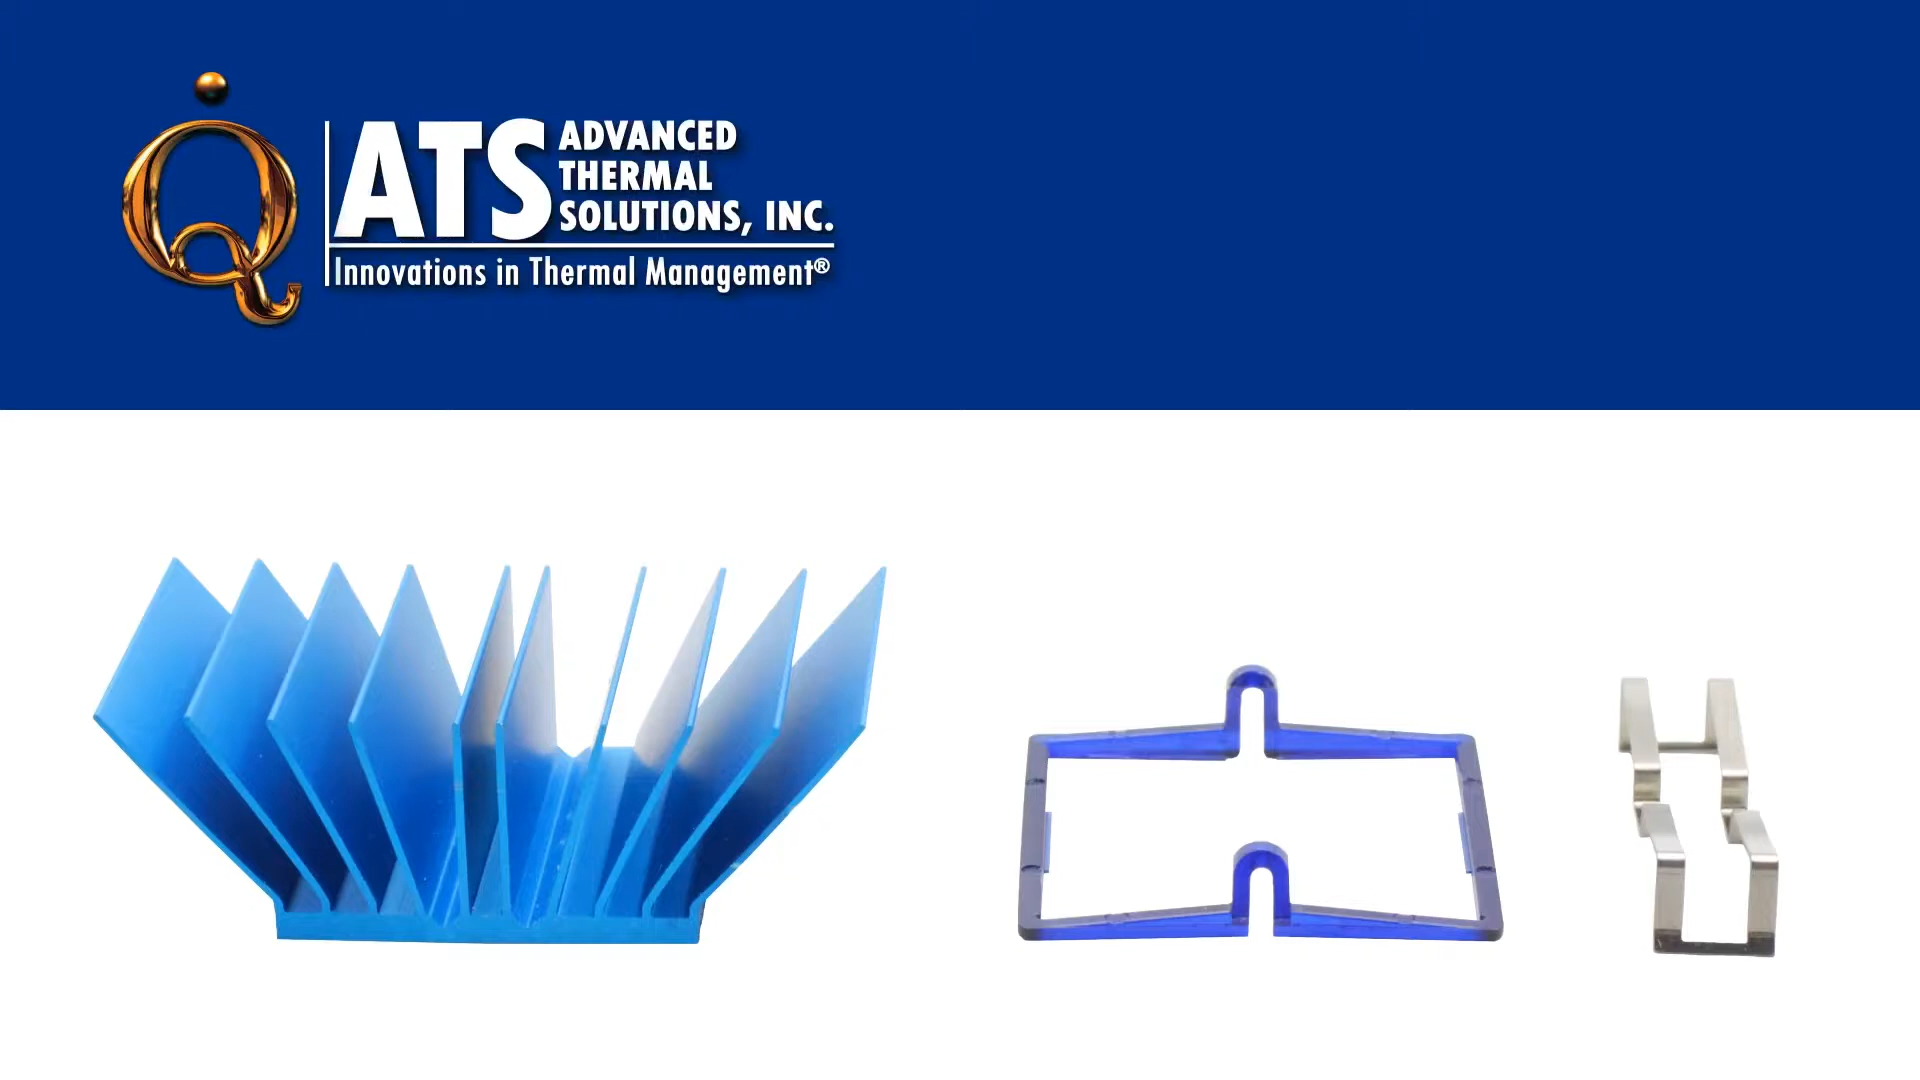 ATS
ADVANCED
THERMAL
SOLUTIONS, INC.
Innovations in Thermal Management®